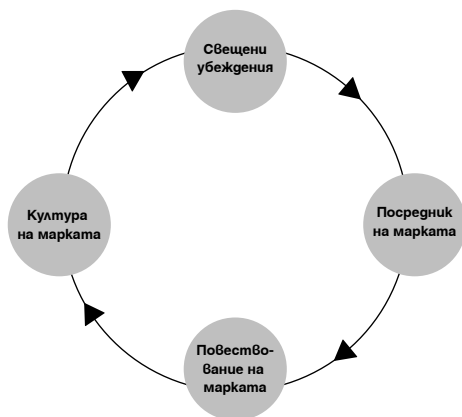 Свещени
убеждения
Посредник
на марката
Повество-
вание на
марката
Култура
на марката